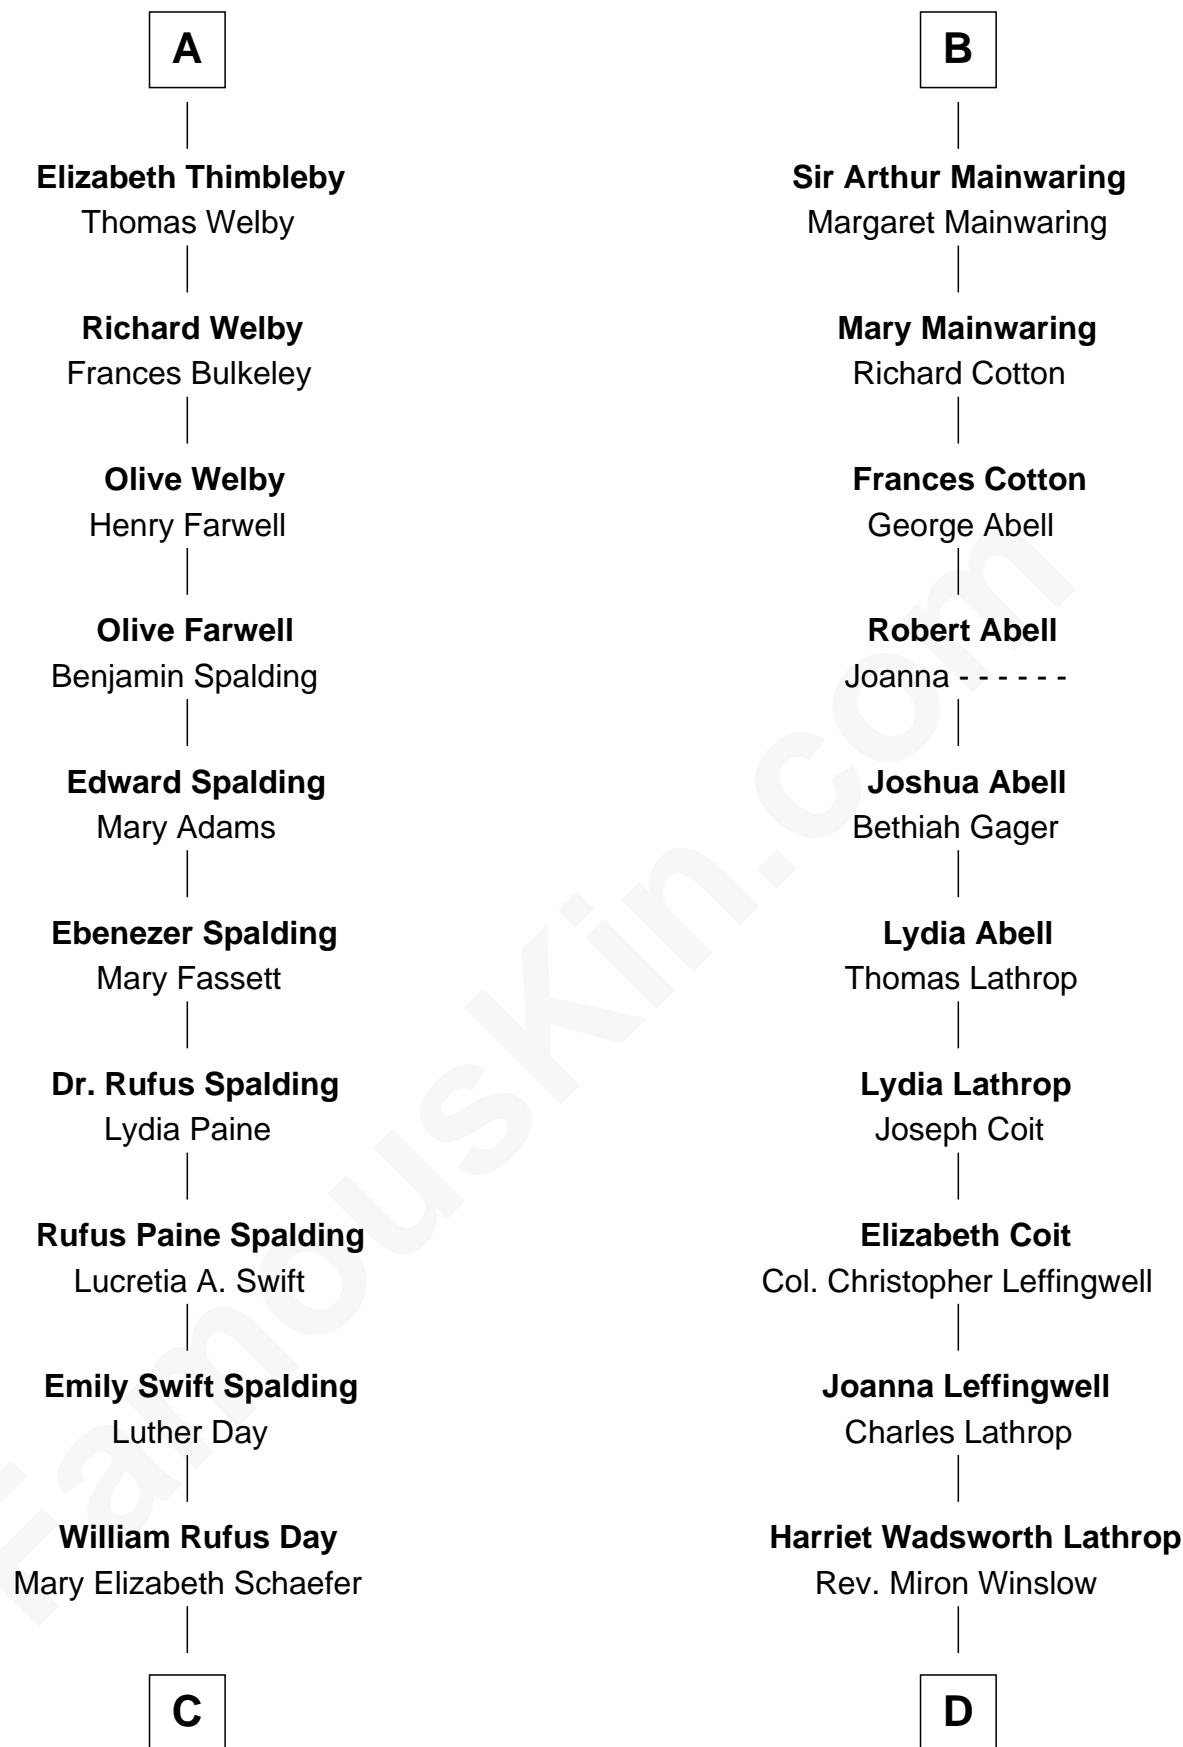 A
Elizabeth Thimbleby
Thomas Welby
Richard Welby
Frances Bulkeley
Olive Welby
Henry Farwell
Olive Farwell
Benjamin Spalding
Edward Spalding
Mary Adams
Ebenezer Spalding
Mary Fassett
Dr. Rufus Spalding
Lydia Paine
Rufus Paine Spalding
Lucretia A. Swift
Emily Swift Spalding
Luther Day
William Rufus Day
Mary Elizabeth Schaefer
C
B
Sir Arthur Mainwaring
Margaret Mainwaring
Mary Mainwaring
Richard Cotton
Frances Cotton
George Abell
Robert Abell
Joanna - - - - - -
Joshua Abell
Bethiah Gager
Lydia Abell
Thomas Lathrop
Lydia Lathrop
Joseph Coit
Elizabeth Coit
Col. Christopher Leffingwell
Joanna Leffingwell
Charles Lathrop
Harriet Wadsworth Lathrop
Rev. Miron Winslow
D
FamousKin.com